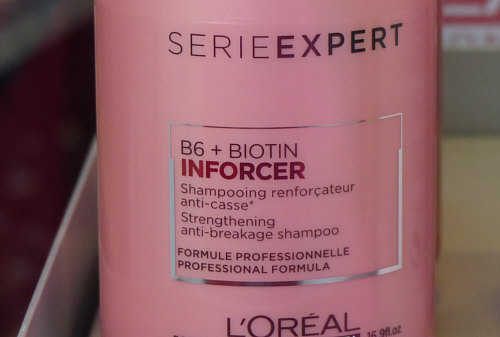 SERIEEXPERT
B6 + BIOTIN
INFORCER
Shampooing renforçateur
anti-casse*
Strengthening
anti-breakage shampoo
FORMULE PROFESSIONNELLE
PROFESSIONAL FORMULA
L'ORÉAL
16.9fl.oz